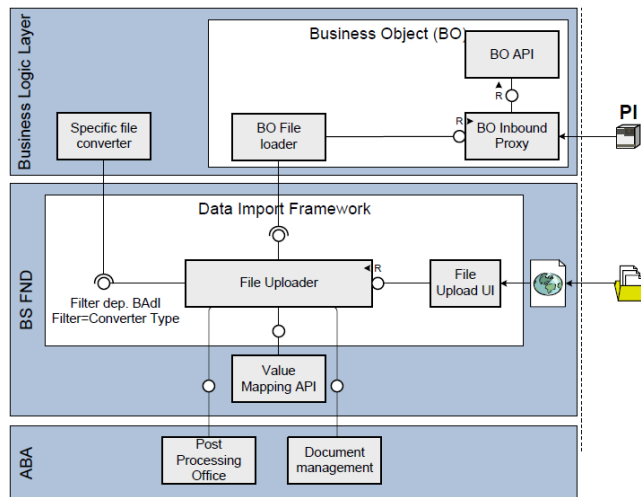 Business Logic Layer
Business Object (BO)
BO API
R
Specific file
converter
BO File
loader
R
BO Inbound
Proxy
PI
BS FND
Data Import Framework
File Uploader
R
File
Upload UI
Filter dep. BAdI
Filter=Converter Type
Value
Mapping API
ABA
Post
Processing
Office
Document
management